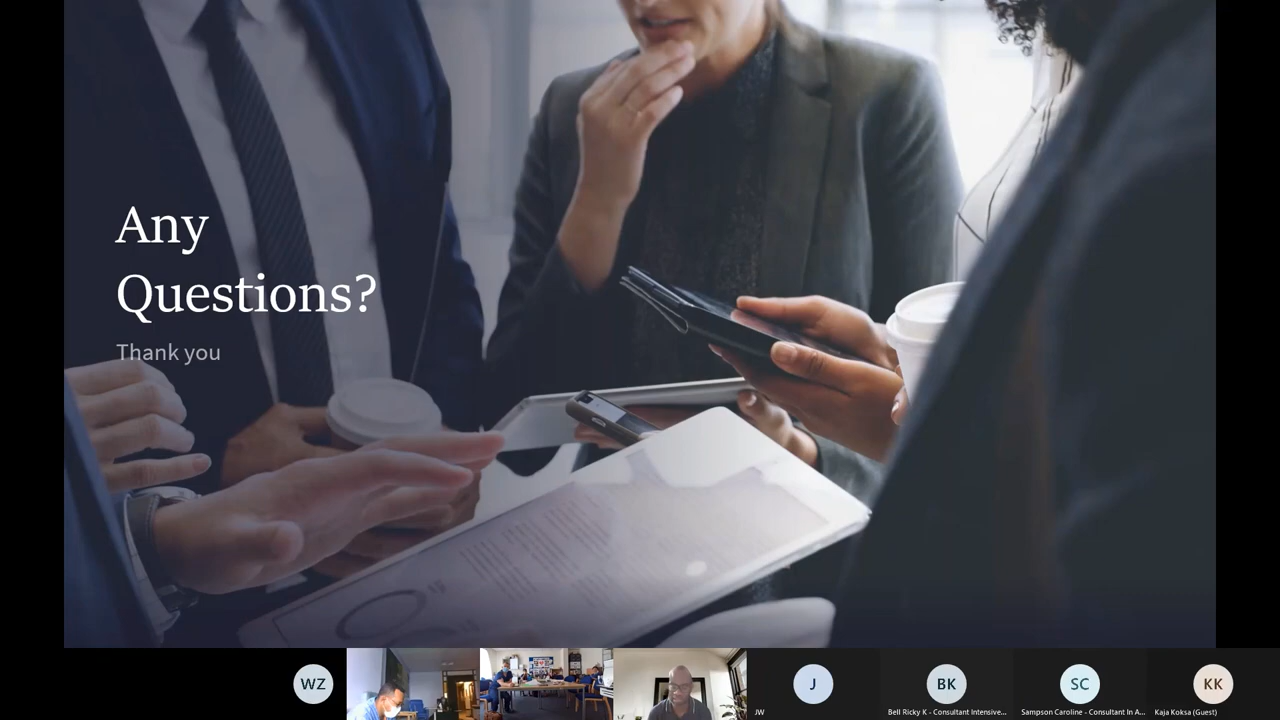 Any
Questions?
Thank you
WZ
J
BK
SC
KK
JW
Bell Ricky K - Consultant Intensive...
Sampson Caroline - Consultant In A...
Kaja Koksa (Guest)